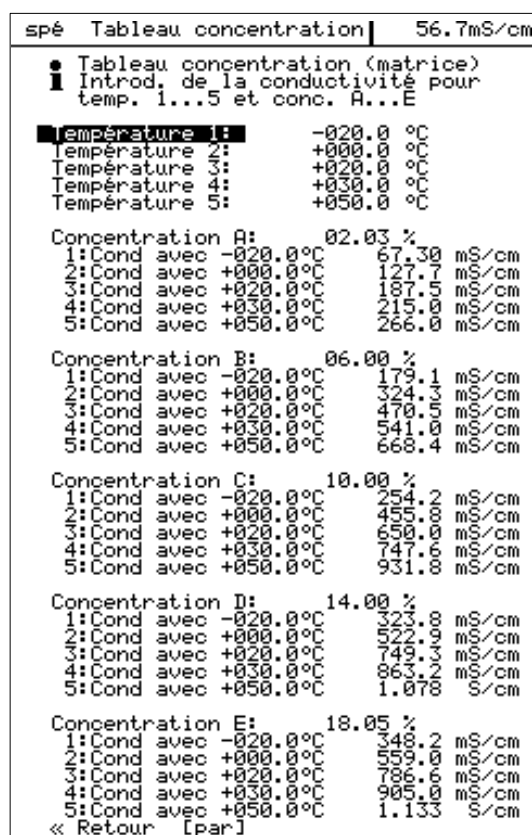 spé Tableau concentration 56.7mS/cm
Tableau concentration (matrice)
Introd. de la conductivité pour
temp. 1...5 et conc. A...E
Température 1: -020.0 °C
Température 2: +000.0 °C
Température 3: +020.0 °C
Température 4: +030.0 °C
Température 5: +050.0 °C
Concentration A: 02.03 %
1:Cond avec -020.0°C 67.30 mS/cm
2:Cond avec +000.0°C 127.7 mS/cm
3:Cond avec +020.0°C 187.5 mS/cm
4:Cond avec +030.0°C 215.0 mS/cm
5:Cond avec +050.0°C 266.0 mS/cm
Concentration B: 06.00 %
1:Cond avec -020.0°C 179.1 mS/cm
2:Cond avec +000.0°C 324.3 mS/cm
3:Cond avec +020.0°C 470.5 mS/cm
4:Cond avec +030.0°C 541.0 mS/cm
5:Cond avec +050.0°C 668.4 mS/cm
Concentration C: 10.00 %
1:Cond avec -020.0°C 254.2 mS/cm
2:Cond avec +000.0°C 455.8 mS/cm
3:Cond avec +020.0°C 650.0 mS/cm
4:Cond avec +030.0°C 747.6 mS/cm
5:Cond avec +050.0°C 931.8 mS/cm
Concentration D: 14.00 %
1:Cond avec -020.0°C 323.8 mS/cm
2:Cond avec +000.0°C 522.9 mS/cm
3:Cond avec +020.0°C 749.3 mS/cm
4:Cond avec +030.0°C 863.2 mS/cm
5:Cond avec +050.0°C 1.078 S/cm
Concentration E: 18.05 %
1:Cond avec -020.0°C 348.2 mS/cm
2:Cond avec +000.0°C 559.0 mS/cm
3:Cond avec +020.0°C 786.6 mS/cm
4:Cond avec +030.0°C 905.0 mS/cm
5:Cond avec +050.0°C 1.133 S/cm
« Retour [par]